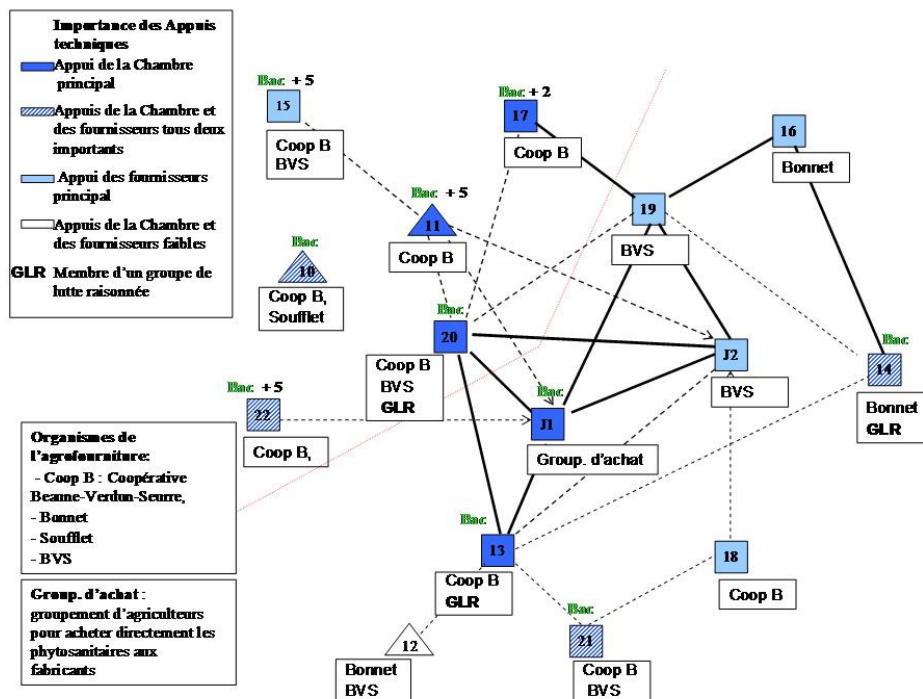 Importance des Appuis
techniques
Appui de la Chambre
principal
Appuis de la Chambre et
des fournisseurs tous deux
importants
Appui des fournisseurs
principal
Appuis de la Chambre
et des fournisseurs faibles
GLR Membre d'un groupe de
lutte raisonnée
Bac + 5
15
Coop B
BVS
Bac + 2
17
Coop B
16
Bonnet
Bac + 5
11
Coop B
19
BVS
Bac
10
Coop B,
Soufflet
Bac
20
Coop B
BVS
GLR
J2
BVS
Bac
14
Bonnet
GLR
Bac + 5
22
Coop B,
Bac
J1
Group. d'achat
Organismes de
l'agrofourniture:
- Coop B : Coopérative
Beaune-Verdun-Seurre,
- Bonnet
- Soufflet
- BVS
Bac
13
Coop B
GLR
18
Coop B
Group. d'achat :
groupement d'agriculteurs
pour acheter directement les
phytosanitaires aux
fabricants
12
Bonnet
BVS
Bac
21
Coop B
BVS